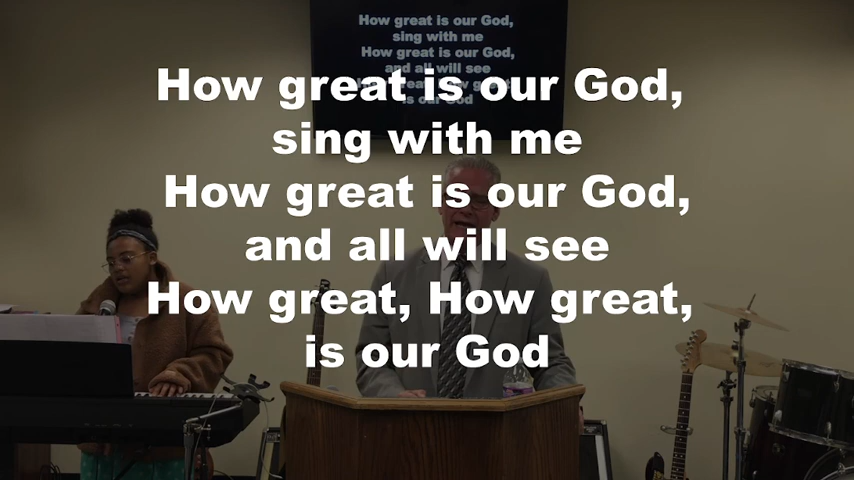 How great is our God,
sing with me
How great is our God,
and all will see
How great, How great,
is our God
How great is our God,
sing with me
How great is our God,
and all will see
is our God